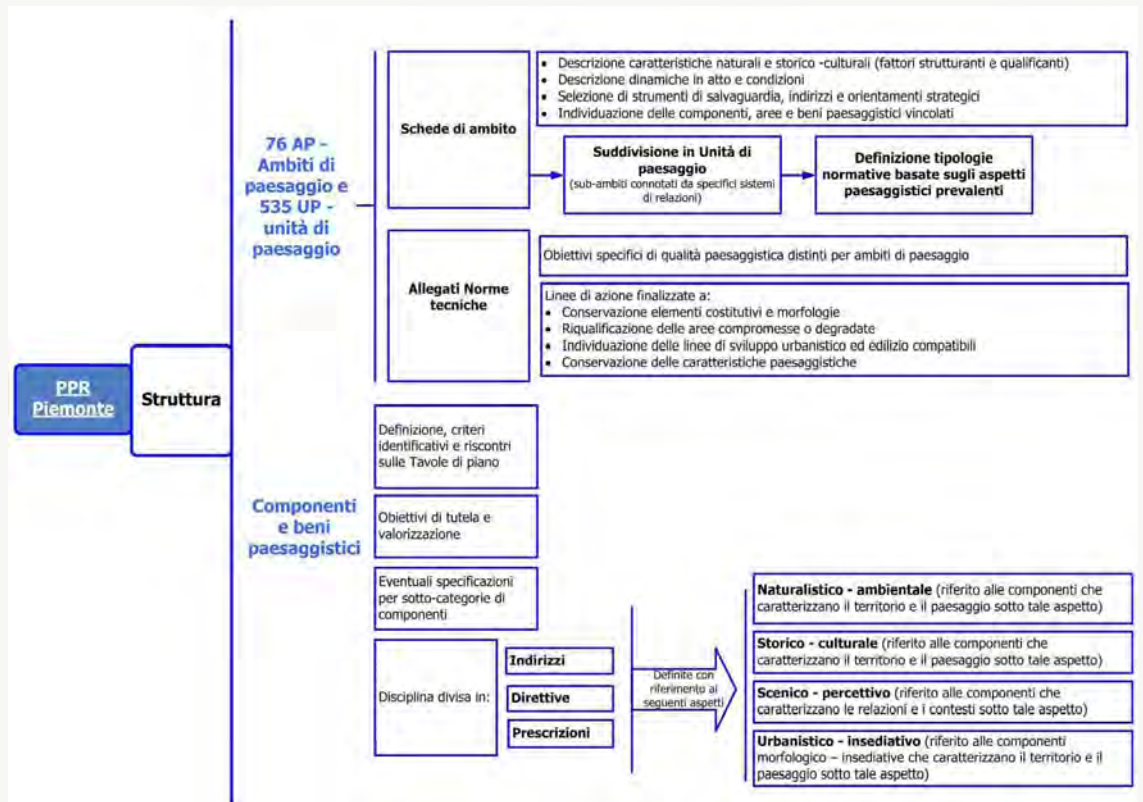 PPR
Piemonte
Struttura
76 AP -
Ambiti di
paesaggio e
535 UP -
unità di
paesaggio
Schede di ambito
• Descrizione caratteristiche naturali e storico -culturali (fattori strutturanti e qualificanti)
• Descrizione dinamiche in atto e condizioni
• Selezione di strumenti di salvaguardia, indirizzi e orientamenti strategici
• Individuazione delle componenti, aree e beni paesaggistici vincolati
Suddivisione in Unità di
paesaggio
(sub-ambiti connotati da specifici sistemi
di relazioni)
Definizione tipologie
normative basate sugli aspetti
paesaggistici prevalenti
Allegati Norme
tecniche
Obiettivi specifici di qualità paesaggistica distinti per ambiti di paesaggio
Linee di azione finalizzate a:
• Conservazione elementi costitutivi e morfologie
• Riqualificazione delle aree compromesse o degradate
• Individuazione delle linee di sviluppo urbanistico ed edilizio compatibili
• Conservazione delle caratteristiche paesaggistiche
Componenti
e beni
paesaggistici
Definizione, criteri
identificativi e riscontri
sulle Tavole di piano
Obiettivi di tutela e
valorizzazione
Eventuali specificazioni
per sotto-categorie di
componenti
Disciplina divisa in:
Indirizzi
Direttive
Prescrizioni
Definite con
riferimento ai
seguenti aspetti
Naturalistico - ambientale (riferito alle componenti che
caratterizzano il territorio e il paesaggio sotto tale aspetto)
Storico - culturale (riferito alle componenti che
caratterizzano il territorio e il paesaggio sotto tale aspetto)
Scenico - percettivo (riferito alle componenti che
caratterizzano le relazioni e i contesti sotto tale aspetto)
Urbanistico - insediativo (riferito alle componenti
morfologico – insediative che caratterizzano il territorio e il
paesaggio sotto tale aspetto)